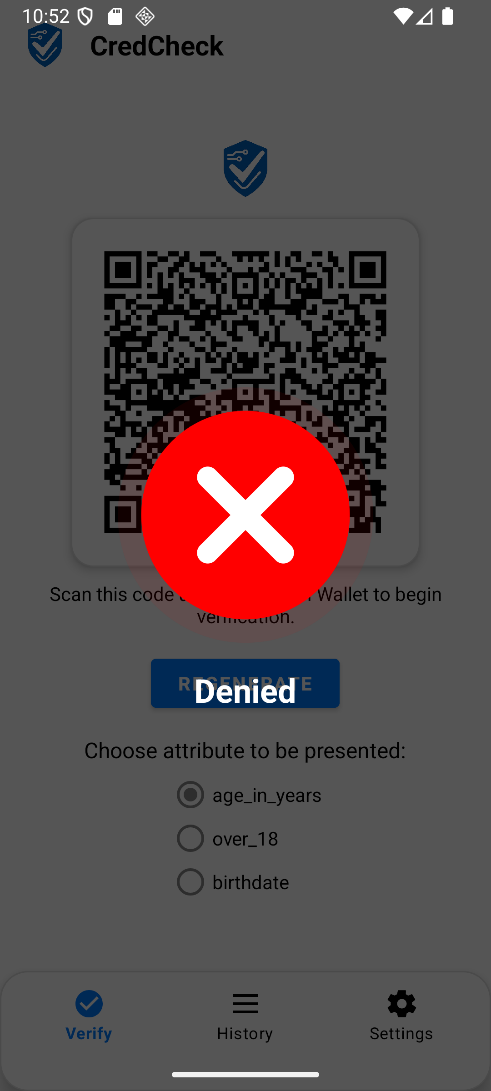 10:52
CredCheck
Scan this code Wallet to begin
verification.
REGENERATE
Denied
Choose attribute to be presented:
age_in_years
over_18
birthdate
Verify
History
Settings